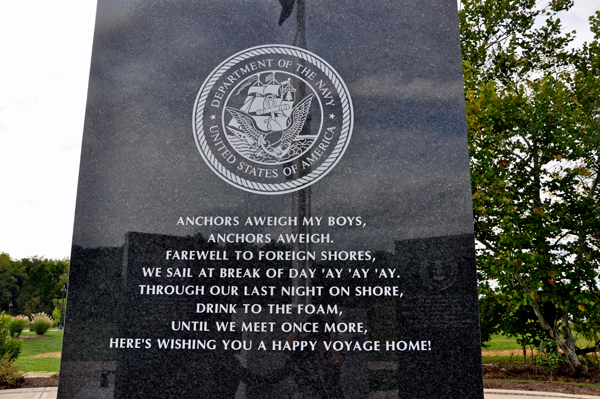 DEPARTMENT OF THE NAVY
UNITED STATES OF AMERICA
ANCHORS AWEIGH MY BOYS,
ANCHORS AWEIGH.
FAREWELL TO FOREIGN SHORES,
WE SAIL AT BREAK OF DAY 'AY 'AY 'AY.
THROUGH OUR LAST NIGHT ON SHORE,
DRINK TO THE FOAM,
UNTIL WE MEET ONCE MORE,
HERE'S WISHING YOU A HAPPY VOYAGE HOME!